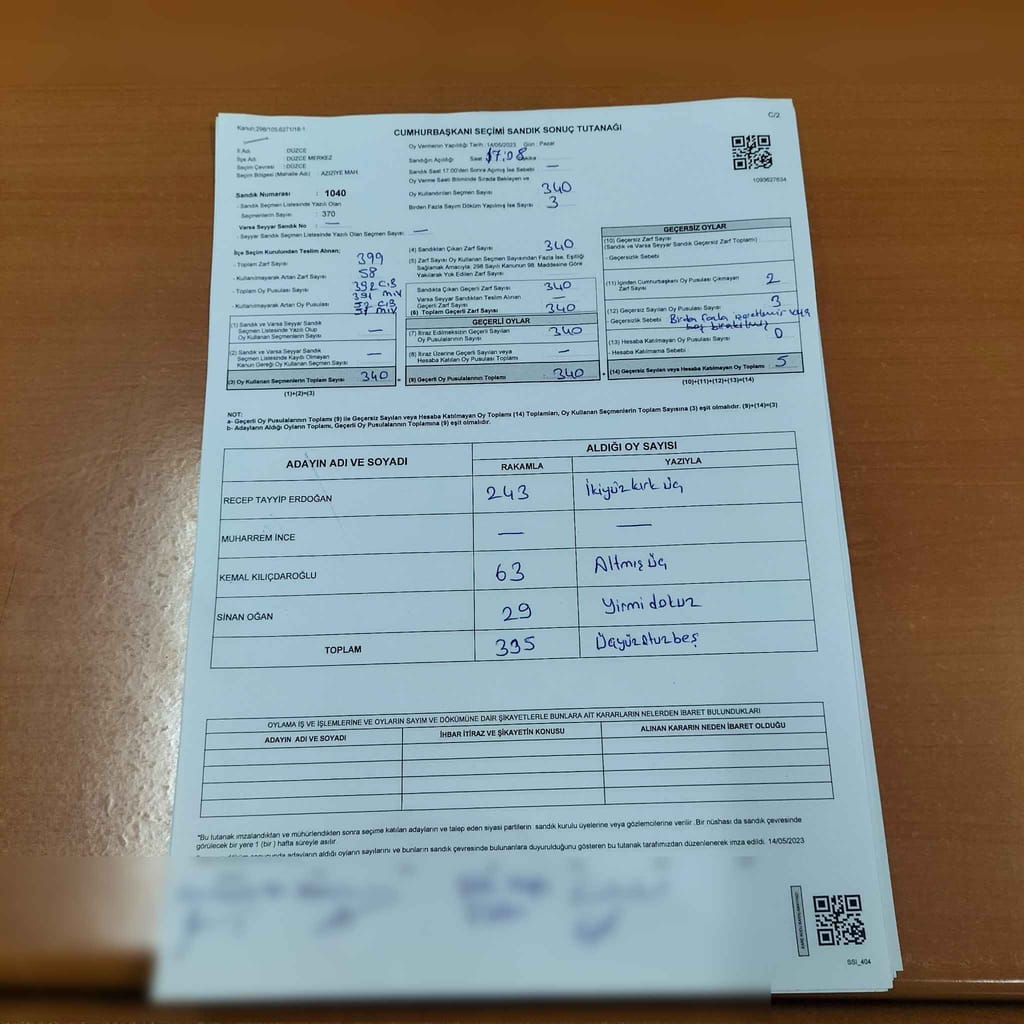 Kanun:298/105-6271/18-1
C/2
CUMHURBAŞKANI SEÇİMİ SANDIK SONUÇ TUTANAĞI
İl Adı : DÜZCE
İlçe Adı : DÜZCE MERKEZ
Seçim Çevresi : DÜZCE
Seçim Bölgesi (Mahalle Adı) : AZİZİYE MAH.
Sandık Numarası : 1040
- Sandık Seçmen Listesinde Yazılı Olan
Seçmenlerin Sayısı : 370
Varsa Seyyar Sandık No : —
- Seyyar Sandık Seçmen Listesinde Yazılı Olan Seçmen Sayısı : —
Oy Vermenin Yapıldığı Tarih : 14/05/2023 Gün : Pazar
Sandığın Açıldığı Saat 17.08 Dakika
Sandık Saat 17.00'den Sonra Açılmış İse Sebebi —
Oy Verme Saati Bitiminde Sırada Bekleyen ve
Oy Kullandırılan Seçmen Sayısı 340
Birden Fazla Sayım Döküm Yapılmış İse Sayısı 3
1093627634
İlçe Seçim Kurulundan Teslim Alınan;
- Toplam Zarf Sayısı 399
- Kullanılmayarak Artan Zarf Sayısı 58
- Toplam Oy Pusulası Sayısı 392 CİB
391 MİV
- Kullanılmayarak Artan Oy Pusulası
(1) Sandık ve Varsa Seyyar Sandık
Seçmen Listesinde Yazılı Olup
Oy Kullanan Seçmen Sayısı —
(2) Sandık ve Varsa Seyyar Sandık
Seçmen Listesinde Kaydı Olmayan
Kanun Gereği Oy Kullanan Seçmen Sayısı —
(3) Oy Kullanan Seçmenlerin Toplam Sayısı 340
(1)+(2)=(3)
(4) Sandıktan Çıkan Zarf Sayısı 340
(5) Zarf Sayısı Oy Kullanan Seçmen Sayısından Fazla İse, Eşitliği
Sağlamak Amacıyla; 298 Sayılı Kanunun 98. Maddesine Göre
Yakılarak Yok Edilen Zarf Sayısı
Sandıkta Çıkan Geçerli Zarf Sayısı 340
Varsa Seyyar Sandıktan Teslim Alınan
Geçerli Zarf Sayısı —
(6) Toplam Geçerli Zarf Sayısı 340
GEÇERLİ OYLAR
(7) İtiraz Edilmeksizin Geçerli Sayılan
Oy Pusulası Sayısı 340
(8) İtiraz Üzerine Geçerli Sayılan veya
Hesaba Katılan Oy Pusulası Sayısı —
(9) Geçerli Oy Pusulalarının Toplamı : 340
GEÇERSİZ OYLAR
(10) Geçersiz Zarf Sayısı
(Sandık ve Varsa Seyyar Sandık Geçersiz Zarf Toplamı)
- Geçersizlik Sebebi
(11) İçinden Cumhurbaşkanı Oy Pusulası Çıkmayan
Zarf Sayısı 2
(12) Geçersiz Sayılan Oy Pusulası Sayısı 3
- Geçersizlik Sebebi Birden fazla işaretlenmiş veya
boş bırakılmış
(13) Hesaba Katılmayan Oy Pusulası Sayısı 0
- Hesaba Katılmama Sebebi
(14) Geçersiz Sayılan veya Hesaba Katılmayan Oy Toplamı : 5
(10)+(11)+(12)+(13)=(14)
NOT:
a- Geçerli Oy Pusulalarının Toplamı (9) ile Geçersiz Sayılan veya Hesaba Katılmayan Oy Toplamı (14) Toplamları, Oy Kullanan Seçmenlerin Toplam Sayısına (3) eşit olmalıdır. (9)+(14)=(3)
b- Adayların Aldığı Oyların Toplamı, Geçerli Oy Pusulalarının Toplamına (9) eşit olmalıdır.
ADAYIN ADI VE SOYADI
ALDIĞI OY SAYISI
RAKAMLA YAZIYLA
RECEP TAYYİP ERDOĞAN 243 İkiyüzkırk üç
MUHARREM İNCE — —
KEMAL KILIÇDAROĞLU 63 Altmış üç
SİNAN OĞAN 29 Yirmi dokuz
TOPLAM 335 Üçyüzotuzbeş
OYLAMA İŞ VE İŞLEMLERİNE VE OYLARIN SAYIM VE DÖKÜMÜNE DAİR ŞİKAYETLERLE BUNLARA AİT KARARLARIN NELERDEN İBARET BULUNDUKLARI
ADAYIN ADI VE SOYADI İHBAR İTİRAZ VE ŞİKAYETİN KONUSU ALINAN KARARIN NEDEN İBARET OLDUĞU
*Bu tutanak imzalandıktan ve mühürlendikten sonra seçime katılan adayların ve talep eden siyasi partilerin sandık kurulu üyelerine veya gözlemcilerine verilir. Bir nüshası da sandık çevresinde
görülecek bir yere 1 (bir) hafta süreyle asılır.
adayların aldığı oyların sayılarını ve bunların sandık çevresinde bulunanlara duyurulduğunu gösteren bu tutanak tarafımızdan düzenlenerek imza edildi. 14/05/2023
SSI_404